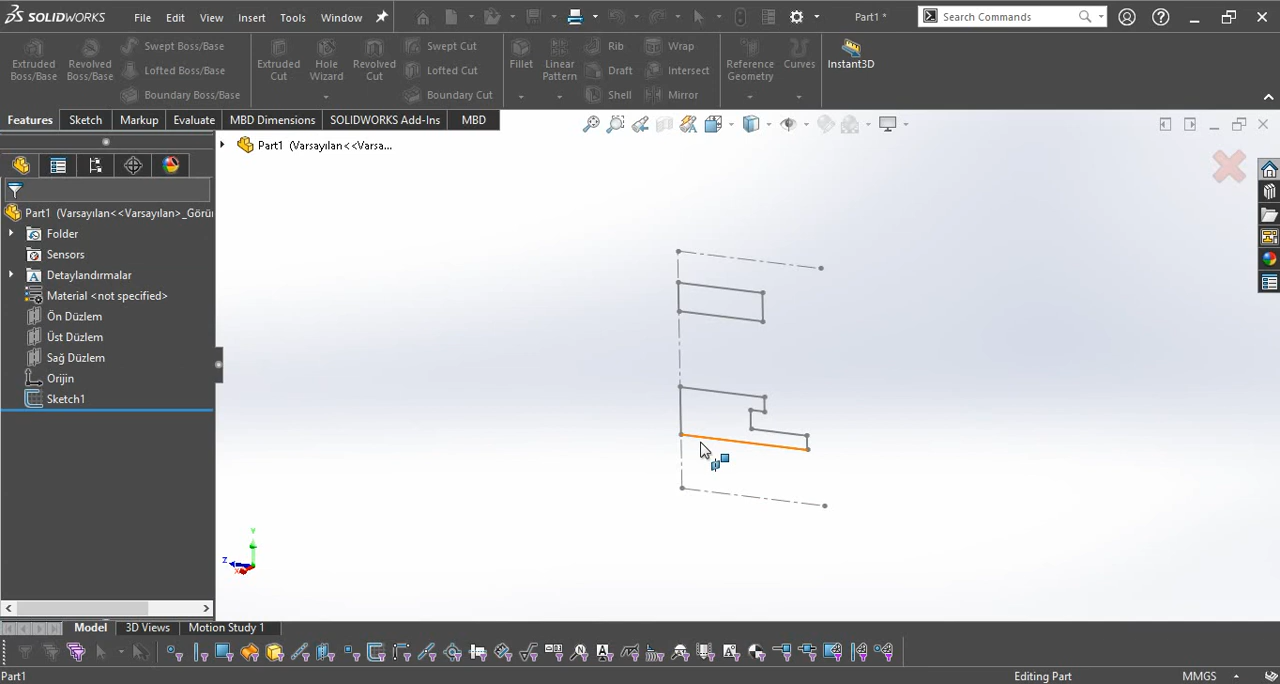 SOLIDWORKS File Edit View Insert Tools Window Part1 * Search Commands
Extruded Boss/Base
Revolved Boss/Base
Swept Boss/Base
Lofted Boss/Base
Boundary Boss/Base
Extruded Cut
Hole Wizard
Revolved Cut
Swept Cut
Lofted Cut
Boundary Cut
Fillet
Linear Pattern
Rib
Draft
Shell
Wrap
Intersect
Mirror
Reference Geometry
Curves
Instant3D
Features Sketch Markup Evaluate MBD Dimensions SOLIDWORKS Add-Ins MBD
Part1 (Varsayılan<<Varsa...
Part1 (Varsayılan<<Varsayılan>_Görü
Folder
Sensors
Detaylandırmalar
Material <not specified>
Ön Düzlem
Üst Düzlem
Sağ Düzlem
Orijin
Sketch1
Y
Z
X
Model 3D Views Motion Study 1
Part1 Editing Part MMGS